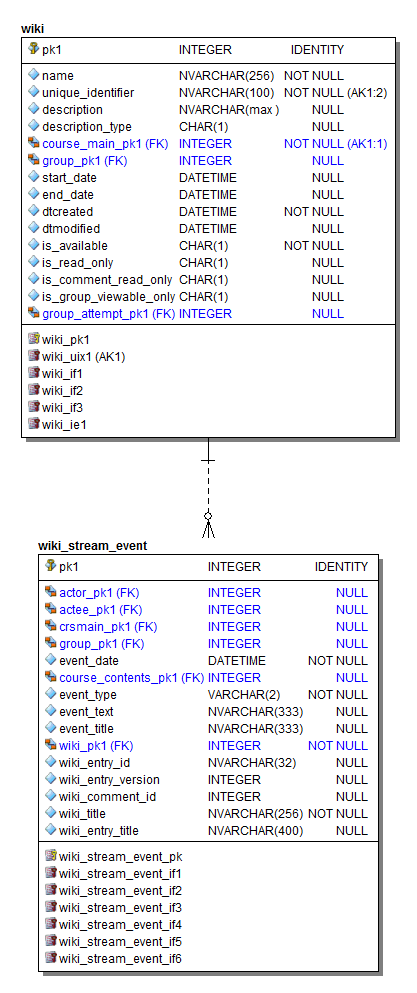 wiki
pk1 INTEGER IDENTITY
name NVARCHAR(256) NOT NULL
unique_identifier NVARCHAR(100) NOT NULL (AK1:2)
description NVARCHAR(max ) NULL
description_type CHAR(1) NULL
course_main_pk1 (FK) INTEGER NOT NULL (AK1:1)
group_pk1 (FK) INTEGER NULL
start_date DATETIME NULL
end_date DATETIME NULL
dtcreated DATETIME NOT NULL
dtmodified DATETIME NULL
is_available CHAR(1) NOT NULL
is_read_only CHAR(1) NULL
is_comment_read_only CHAR(1) NULL
is_group_viewable_only CHAR(1) NULL
group_attempt_pk1 (FK) INTEGER NULL
wiki_pk1
wiki_uix1 (AK1)
wiki_if1
wiki_if2
wiki_if3
wiki_ie1
wiki_stream_event
pk1 INTEGER IDENTITY
actor_pk1 (FK) INTEGER NULL
actee_pk1 (FK) INTEGER NULL
crsmain_pk1 (FK) INTEGER NULL
group_pk1 (FK) INTEGER NULL
event_date DATETIME NOT NULL
course_contents_pk1 (FK) INTEGER NULL
event_type VARCHAR(2) NOT NULL
event_text NVARCHAR(333) NULL
event_title NVARCHAR(333) NULL
wiki_pk1 (FK) INTEGER NOT NULL
wiki_entry_id NVARCHAR(32) NULL
wiki_entry_version INTEGER NULL
wiki_comment_id INTEGER NULL
wiki_title NVARCHAR(256) NOT NULL
wiki_entry_title NVARCHAR(400) NULL
wiki_stream_event_pk
wiki_stream_event_if1
wiki_stream_event_if2
wiki_stream_event_if3
wiki_stream_event_if4
wiki_stream_event_if5
wiki_stream_event_if6